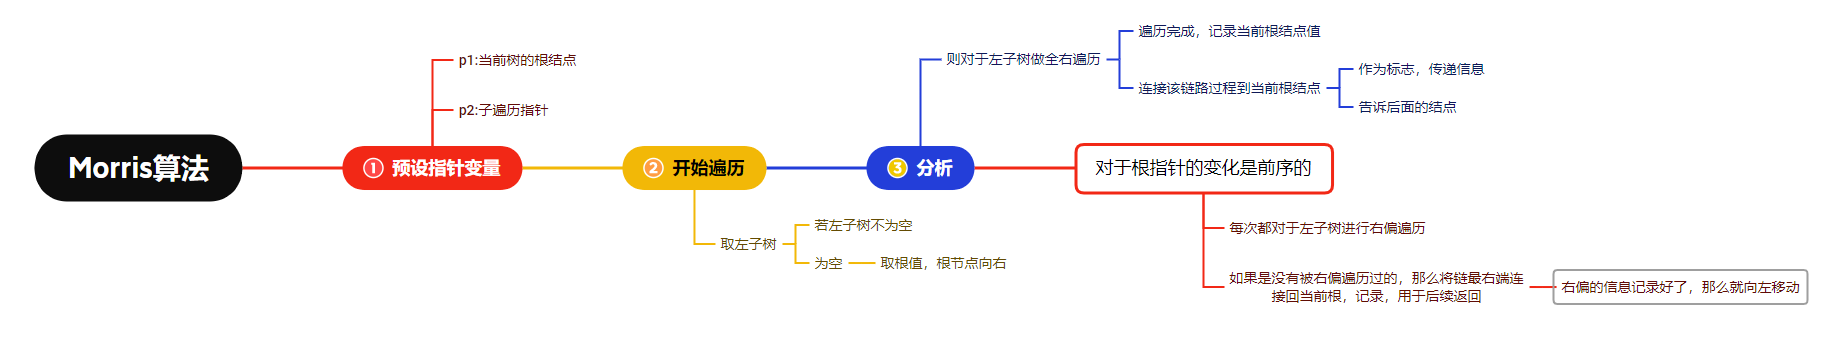 Morris算法
① 预设指针变量
p1:当前树的根结点
p2:子遍历指针
② 开始遍历
取左子树
若左子树不为空
为空
取根值，根节点向右
③ 分析
则对于左子树做全右遍历
遍历完成，记录当前根结点值
连接该链路过程到当前根结点
作为标志，传递信息
告诉后面的结点
对于根指针的变化是前序的
每次都对于左子树进行右偏遍历
如果是没有被右偏遍历过的，那么将链最右端连
接回当前根，记录，用于后续返回
右偏的信息记录好了，那么就向左移动